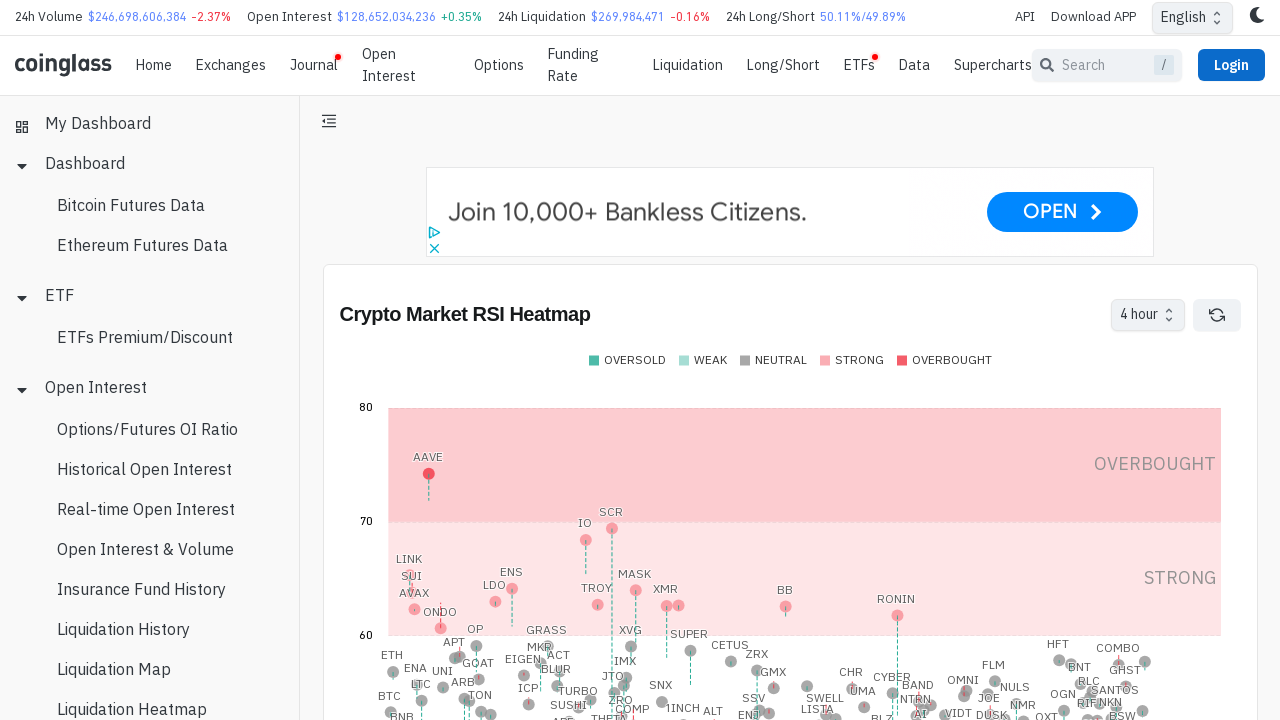 24h Volume $246,698,606,384 -2.37% Open Interest $128,652,034,236 +0.35% 24h Liquidation $269,984,471 -0.16% 24h Long/Short 50.11%/49.89% API Download APP English
coinglass Home Exchanges Journal Open Interest Options Funding Rate Liquidation Long/Short ETFs Data Supercharts Search / Login
My Dashboard
Dashboard
Bitcoin Futures Data
Ethereum Futures Data
ETF
ETFs Premium/Discount
Open Interest
Options/Futures OI Ratio
Historical Open Interest
Real-time Open Interest
Open Interest & Volume
Insurance Fund History
Liquidation History
Liquidation Map
Liquidation Heatmap
Join 10,000+ Bankless Citizens. OPEN
Crypto Market RSI Heatmap 4 hour
OVERSOLD WEAK NEUTRAL STRONG OVERBOUGHT
80
AAVE
OVERBOUGHT
70
SCR
IO
LINK
SUI ENS MASK STRONG
AVAX LDO TROY XMR BB
ONDO RONIN
60
OP GRASS XVG SUPER
APT MKR CETUS HFT COMBO
ETH GOAT EIGEN ACT IMX ZRX
ENA UNI BLUR GMX CHR FLM ENT GHST
LTC ARB ICP JTO SNX CYBER OMNI RLC
BTC TON TURBO ZRO SSV SWELL UMA BAND NULS OGN SANTOS
BNB SUSHI COMP 1INCH ALT ENJ LISTA NTRN JOE NMR RIF NKN
BLZ AI VIDT DUSK OXT BSW